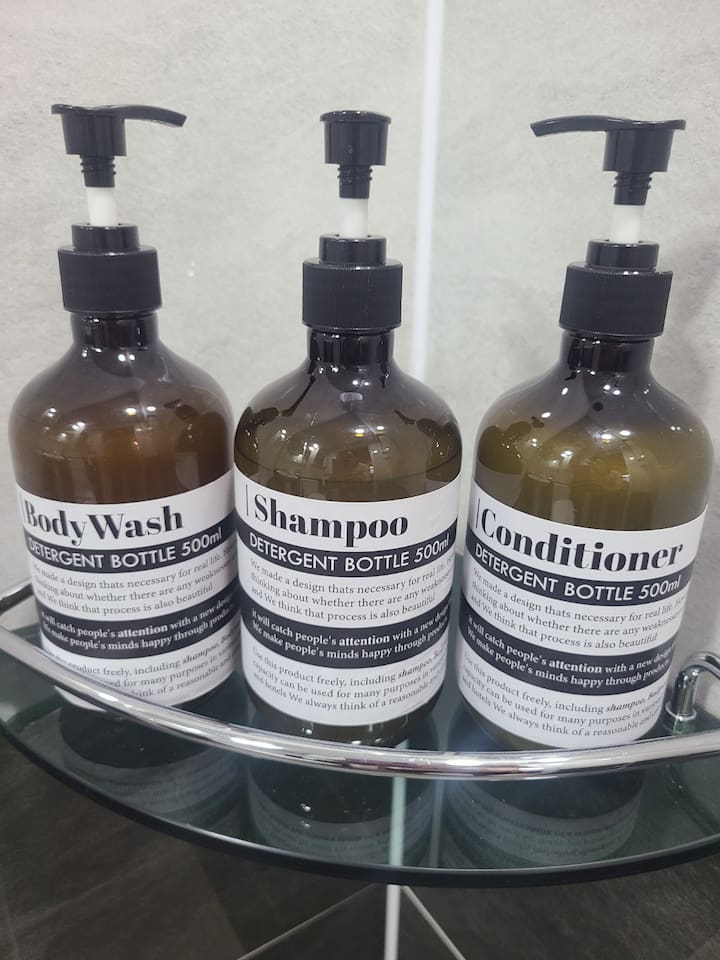 BodyWash
DETERGENT BOTTLE 500ml
We made a design thats necessary for real life.
thinking about whether there are any weakness
and We think that process is also beautiful
it will catch people's attention with a new design
We make people's minds happy through products
product freely, including shampoo,
used for many purposes in
think of a reasonable and
Shampoo
DETERGENT BOTTLE 500ml
We made a design thats necessary for real life.
thinking about whether there are any weakness
and We think that process is also beautiful
it will catch people's attention with a new design
We make people's minds happy through products
Use this product freely, including shampoo,
capacity can be used for many purposes in
and hotels We always think of a reasonable
Conditioner
DETERGENT BOTTLE 500ml
We made a design thats necessary for real life.
thinking about whether there are any weakness
and We think that process is also beautiful
it will catch people's attention with a new design
We make people's minds happy through products
Use this product freely, including shampoo,
capacity can be used for many purposes in
and hotels We always think of a reasonable and